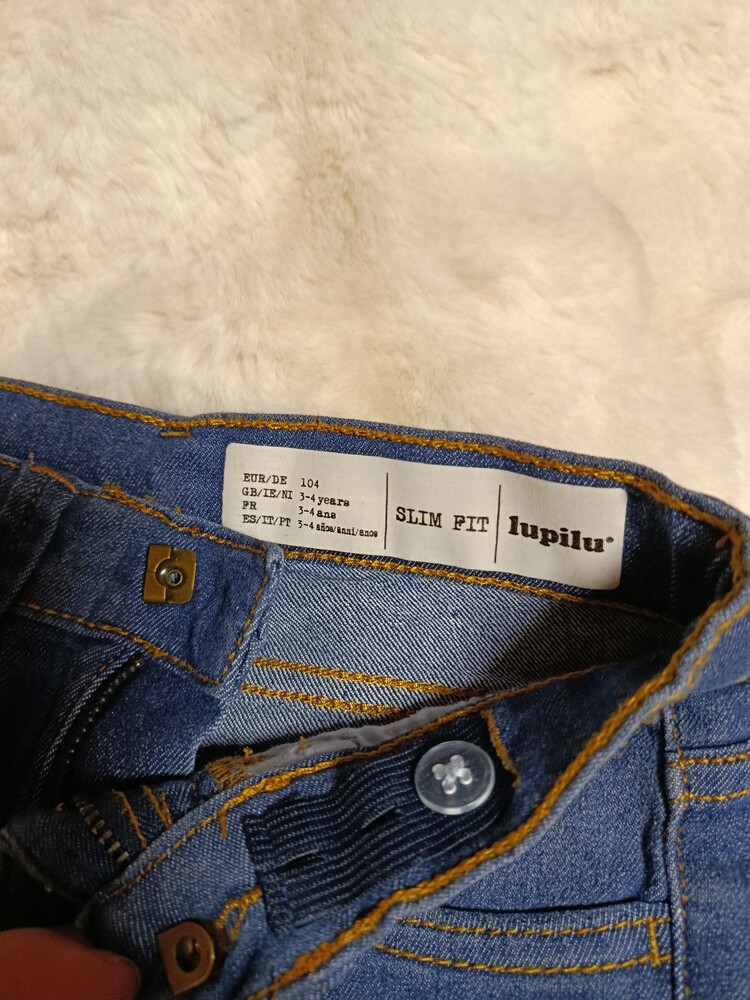 EUR/DE 104
GB/IE/NI 3-4 years
FR 3-4 ans
ES/IT/PT 3-4 años/anni/anos
SLIM FIT
lupilu®